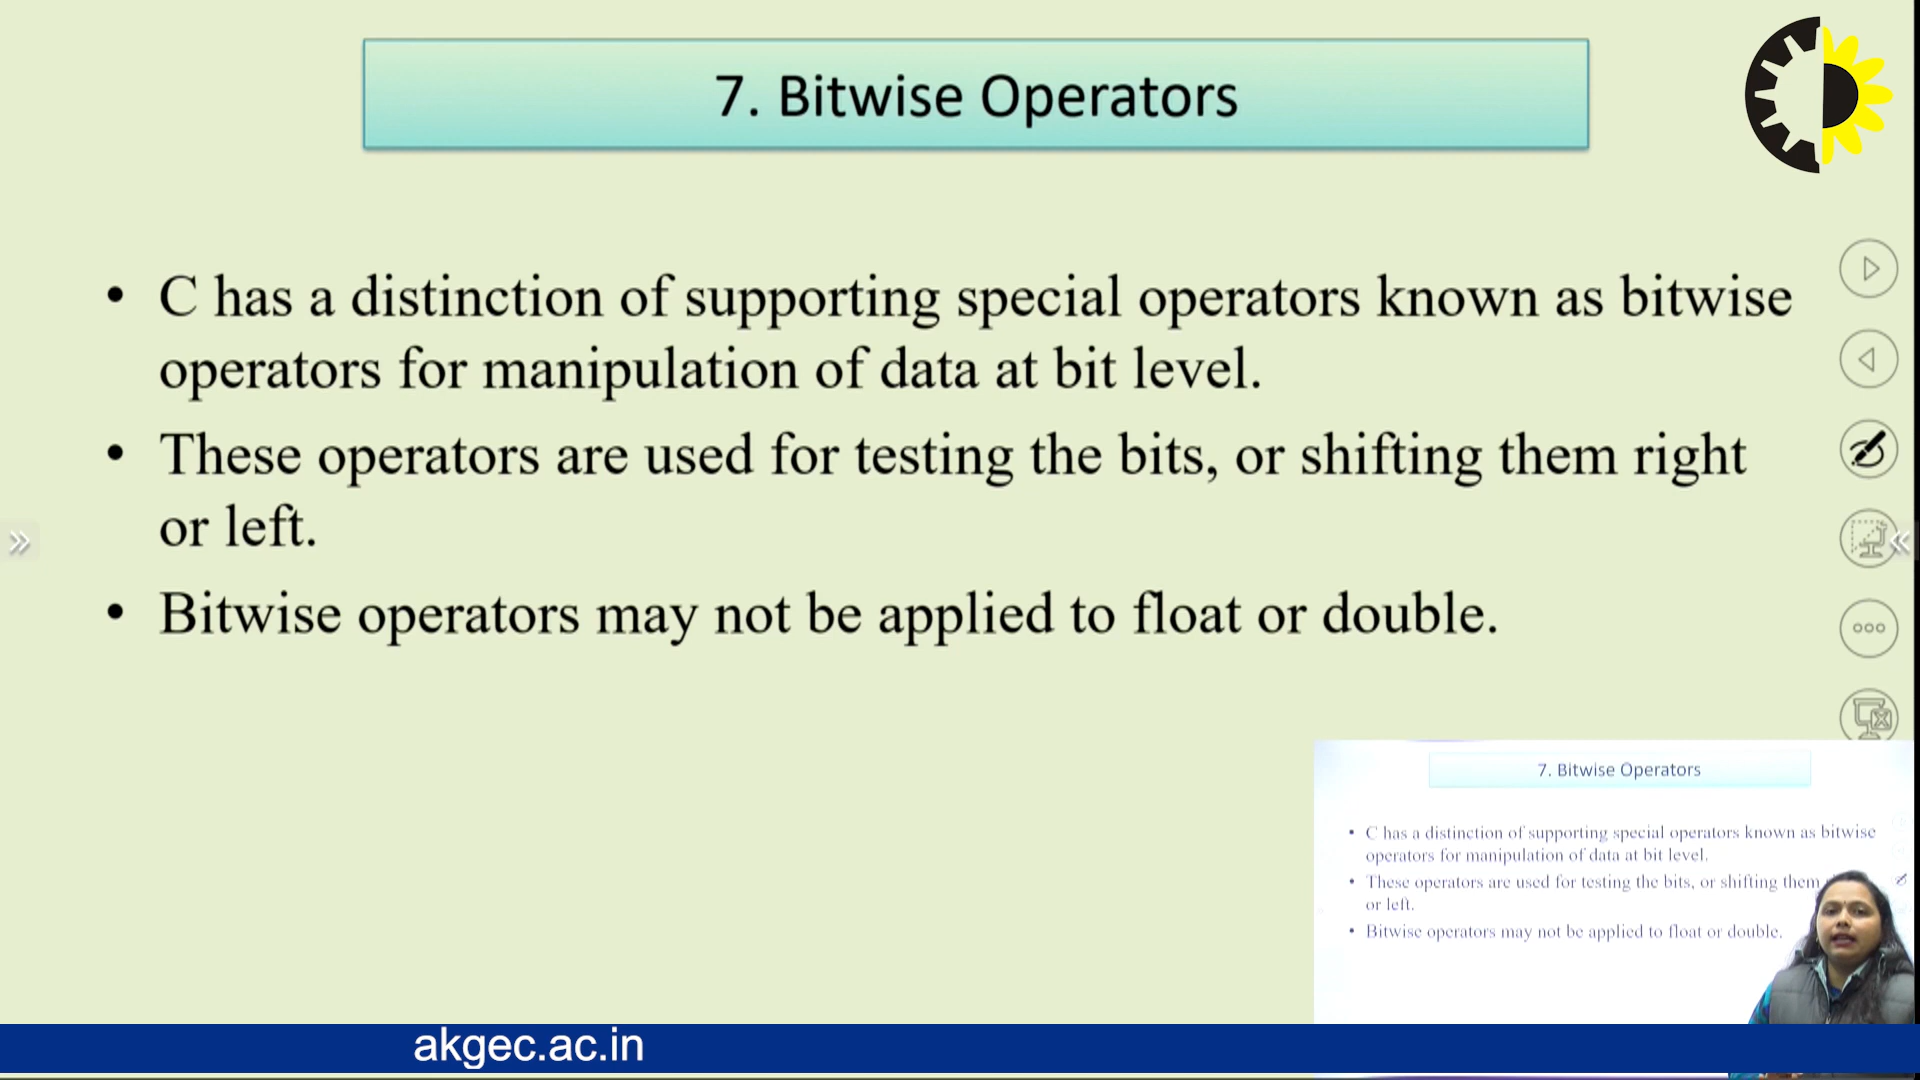 7. Bitwise Operators
• C has a distinction of supporting special operators known as bitwise
operators for manipulation of data at bit level.
• These operators are used for testing the bits, or shifting them right
or left.
• Bitwise operators may not be applied to float or double.
7. Bitwise Operators
• C has a distinction of supporting special operators known as bitwise
operators for manipulation of data at bit level.
• These operators are used for testing the bits, or shifting them
or left.
• Bitwise operators may not be applied to float or double.
akgec.ac.in